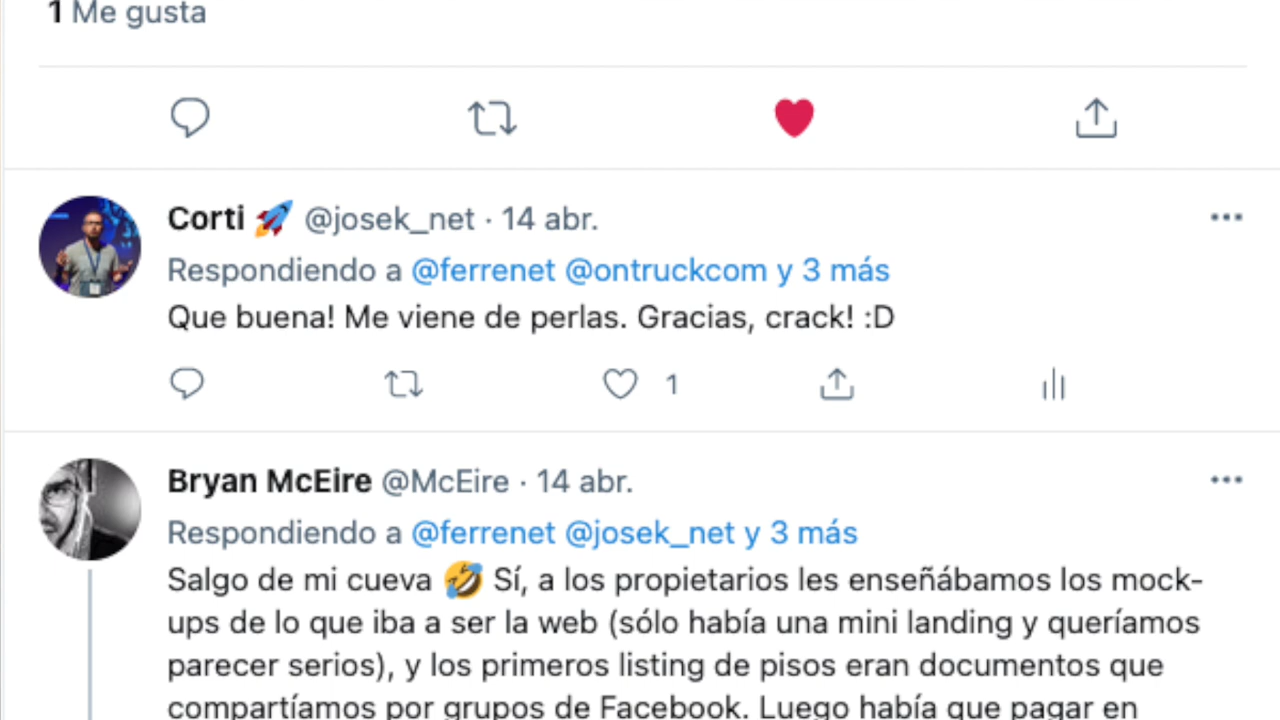 1 Me gusta
Corti 🚀 @josek_net · 14 abr.
Respondiendo a @ferrenet @ontruckcom y 3 más
Que buena! Me viene de perlas. Gracias, crack! :D
1
Bryan McEire @McEire · 14 abr.
Respondiendo a @ferrenet @josek_net y 3 más
Salgo de mi cueva 🤣 Sí, a los propietarios les enseñábamos los mock-
ups de lo que iba a ser la web (sólo había una mini landing y queríamos
parecer serios), y los primeros listing de pisos eran documentos que
compartíamos por grupos de Facebook. Luego había que pagar en